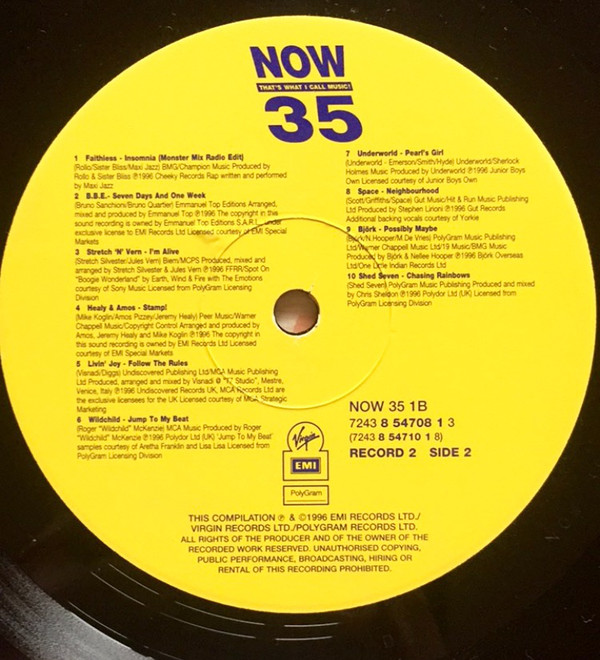 NOW
THAT'S WHAT I CALL MUSIC!
35
1 Faithless - Insomnia (Monster Mix Radio Edit)
(Rollo/Sister Bliss/Maxi Jazz) BMG/Champion Music Produced by
Rollo & Sister Bliss ℗1996 Cheeky Records Rap written and performed
by Maxi Jazz
2 B.B.E.- Seven Days And One Week
(Bruno Sanchoni/Bruno Quartier) Emmanuel Top Editions Arranged,
mixed and produced by Emmanuel Top ℗1996 The copyright in this
sound recording is owned by Emmanuel Top Editions S.A.R.L. under
exclusive license to EMI Records Ltd Licensed courtesy of EMI Special
Markets
3 Stretch 'N' Vern - I'm Alive
(Stretch Silvester/Jules Vern) Biem/MCPS Produced, mixed and
arranged by Stretch Silvester & Jules Vern ℗1996 FFRR/Spot On
"Boogie Wonderland" by Earth, Wind & Fire with The Emotions
courtesy of Sony Music Licensed from PolyGram Licensing
Division
4 Healy & Amos - Stamp!
(Mike Koglin/Amos Pizzey/Jeremy Healy) Peer Music/Warner
Chappell Music/Copyright Control Arranged and produced by
Amos, Jeremy Healy and Mike Koglin ℗1996 The copyright in
this sound recording is owned by EMI Records Ltd Licensed
courtesy of EMI Special Markets
5 Livin' Joy - Follow The Rules
(Visnadi/Diggs) Undiscovered Publishing Ltd/MCA Music Publishing
Ltd Produced, arranged and mixed by Visnadi @ Studio", Mestre,
Venice, Italy ℗1996 Undiscovered Records UK, MCA Records Ltd are
the exclusive licensees for the UK Licensed courtesy of MCA Strategic
Marketing
6 Wildchild - Jump To My Beat
(Roger "Wildchild" McKenzie) MCA Music Produced by Roger
"Wildchild" McKenzie ℗1996 Polydor Ltd (UK) 'Jump To My Beat'
samples courtesy of Aretha Franklin and Lisa Lisa Licensed from
PolyGram Licensing Division
7 Underworld - Pearl's Girl
(Underworld - Emerson/Smith/Hyde) Underworld/Sherlock
Holmes Music Produced by Underworld ℗1996 Junior Boys
Own Licensed courtesy of Junior Boys Own
8 Space - Neighbourhood
(Scott/Griffiths/Space) Gut Music/Hit & Run Music Publishing
Ltd Produced by Stephen Lironi ℗1996 Gut Records
Additional backing vocals courtesy of Yorkie
9 Björk - Possibly Maybe
(Björk/N.Hooper/M.De Vries) PolyGram Music Publishing
Ltd/Warner Chappell Music Ltd/19 Music/BMG Music
Produced by Björk & Nellee Hooper ℗1996 Björk Overseas
Ltd/One Little Indian Records Ltd
10 Shed Seven - Chasing Rainbows
(Shed Seven) PolyGram Music Publishing Produced and mixed
by Chris Sheldon ℗1996 Polydor Ltd (UK) Licensed from
PolyGram Licensing Division
NOW 35 1B
7243 8 54708 1 3
(7243 8 54710 1 8)
RECORD 2 SIDE 2
Virgin
EMI
PolyGram
THIS COMPILATION ℗ & ©1996 EMI RECORDS LTD./
VIRGIN RECORDS LTD./POLYGRAM RECORDS LTD.
ALL RIGHTS OF THE PRODUCER AND OF THE OWNER OF THE
RECORDED WORK RESERVED. UNAUTHORISED COPYING,
PUBLIC PERFORMANCE, BROADCASTING, HIRING OR
RENTAL OF THIS RECORDING PROHIBITED.